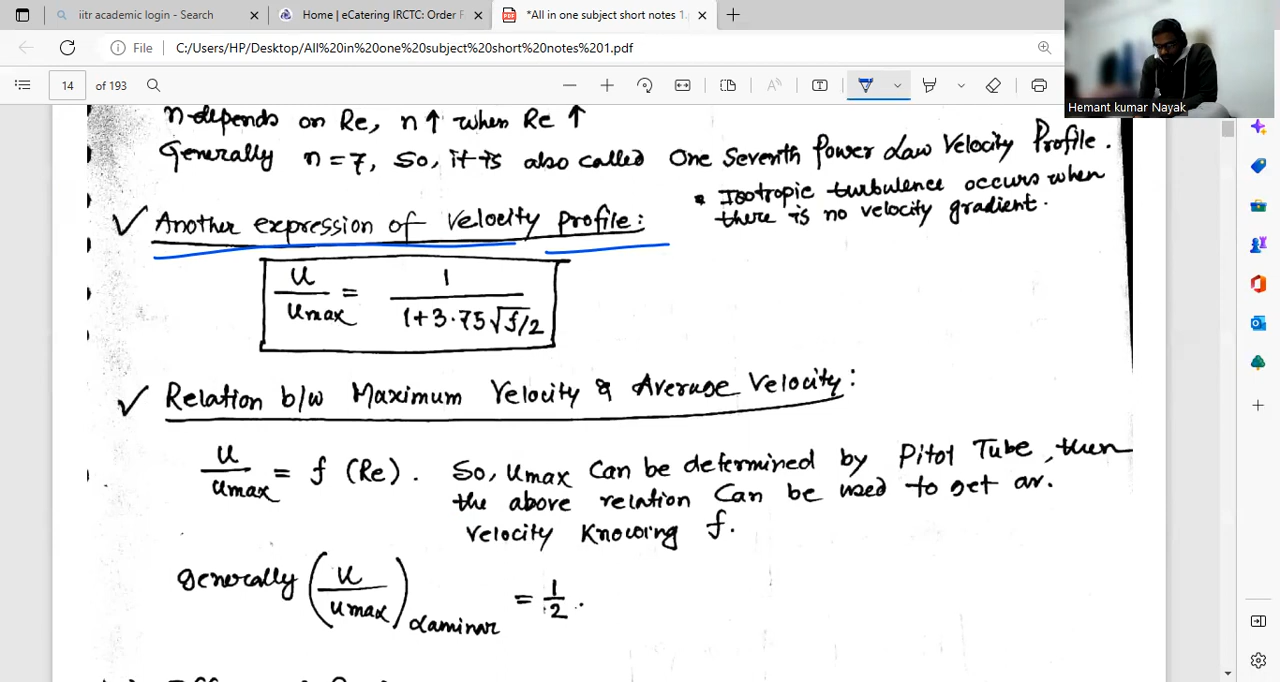 iitr academic login - Search
Home | eCatering IRCTC: Order F
*All in one subject short notes 1.p
File C:/Users/HP/Desktop/All%20in%20one%20subject%20short%20notes%201.pdf
14 of 193
Hemant kumar Nayak
n depends on Re, n↑ when Re ↑
Generally n = 7, So, it is also called One Seventh Power Law Velocity Profile.
* Isotropic turbulence occurs when
there is no velocity gradient.
✓ Another expression of velocity profile:
u/umax = 1/(1+3.75√f/2)
✓ Relation b/w Maximum Velocity & Average Velocity:
u/umax = f (Re). So, umax can be determined by Pitot Tube, then
the above relation can be used to get av.
velocity knowing f.
generally (u/umax) Laminar = 1/2.